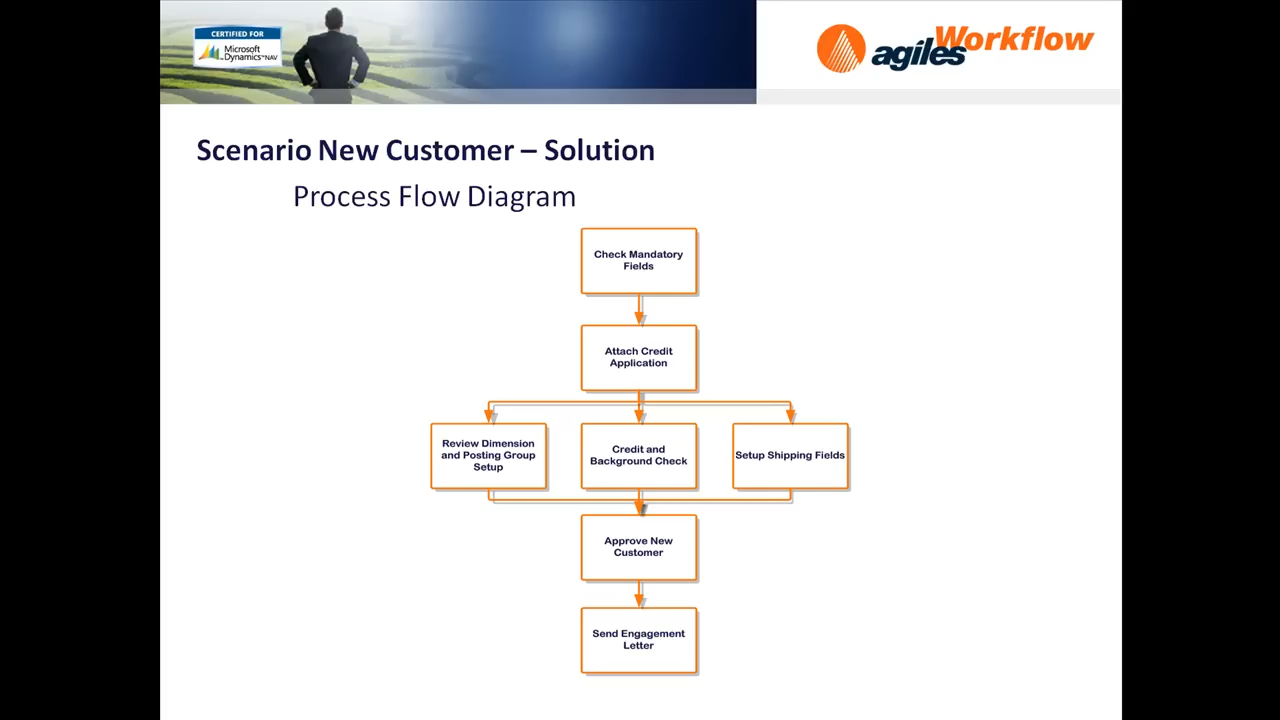 CERTIFIED FOR
Microsoft
Dynamics™ NAV
agiles Workflow
Scenario New Customer – Solution
Process Flow Diagram
Check Mandatory
Fields
Attach Credit
Application
Review Dimension
and Posting Group
Setup
Credit and
Background Check
Setup Shipping Fields
Approve New
Customer
Send Engagement
Letter